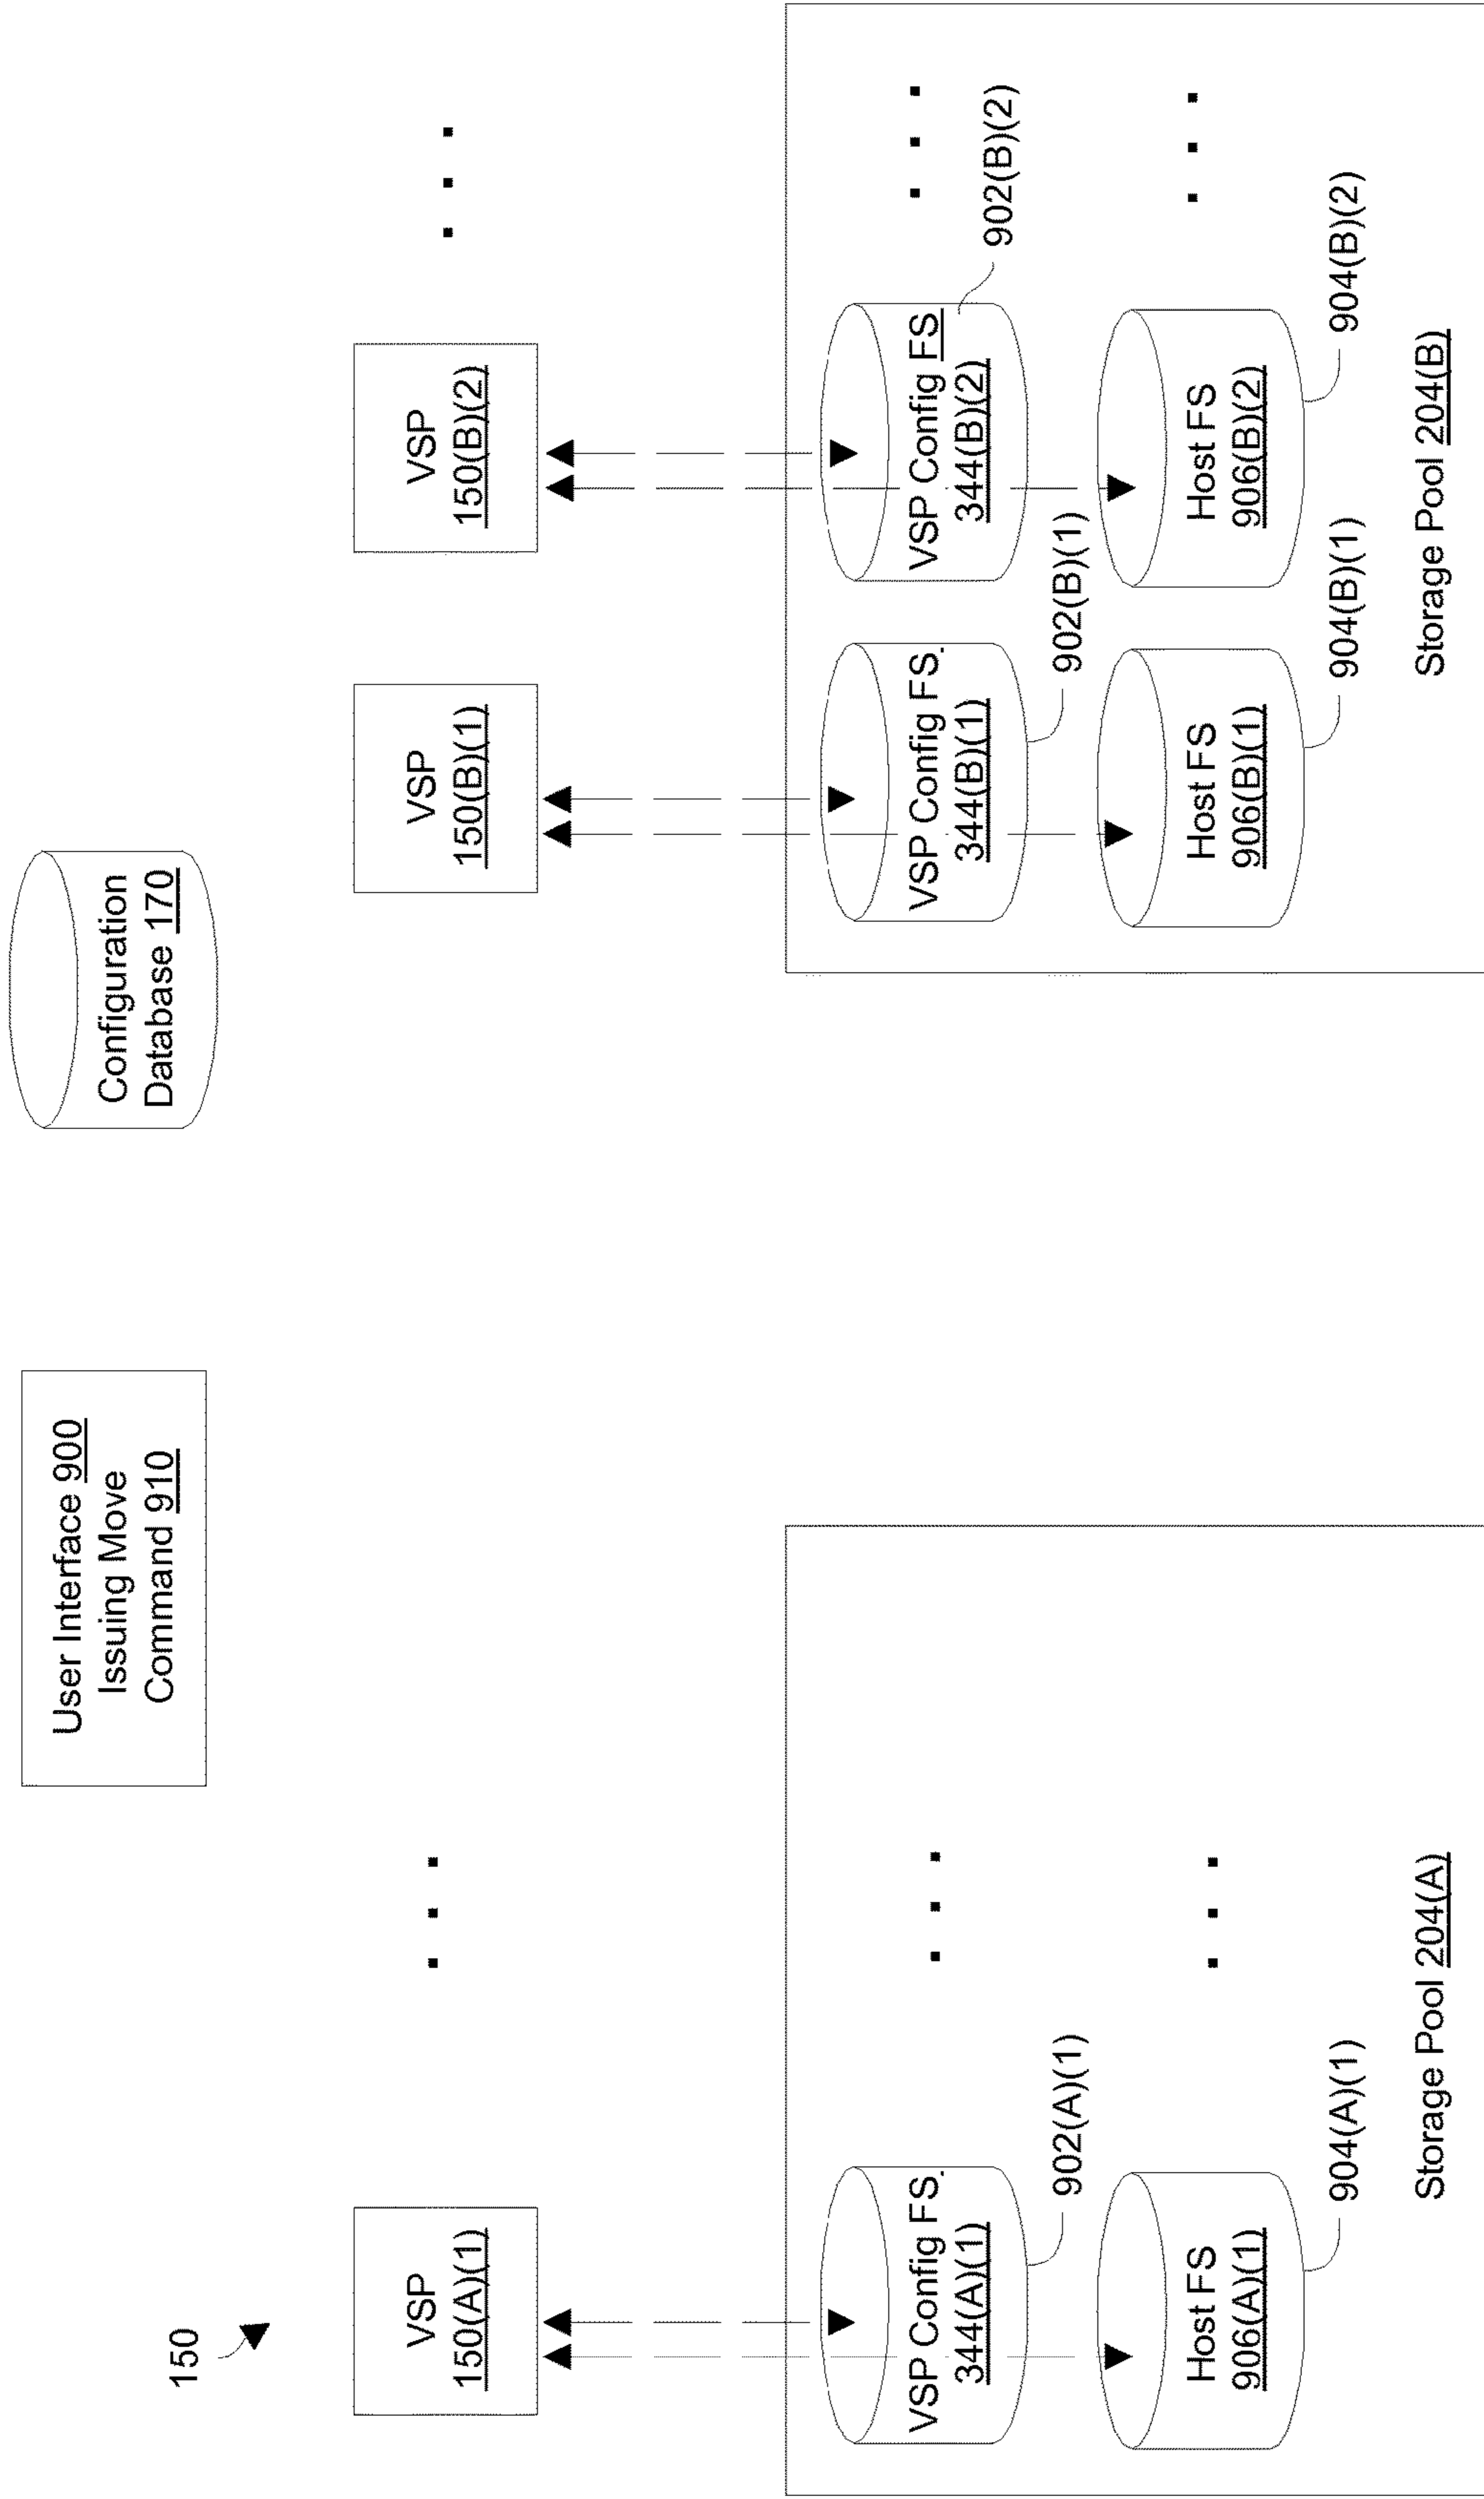 User Interface 900
Issuing Move
Command 910
Configuration
Database 170
150
VSP
150(A)(1)
VSP
150(B)(1)
VSP
150(B)(2)
VSP Config FS
344(A)(1)
902(A)(1)
Host FS
906(A)(1)
904(A)(1)
Storage Pool 204(A)
VSP Config FS
344(B)(1)
902(B)(1)
VSP Config FS
344(B)(2)
902(B)(2)
Host FS
906(B)(1)
904(B)(1)
Host FS
906(B)(2)
904(B)(2)
Storage Pool 204(B)